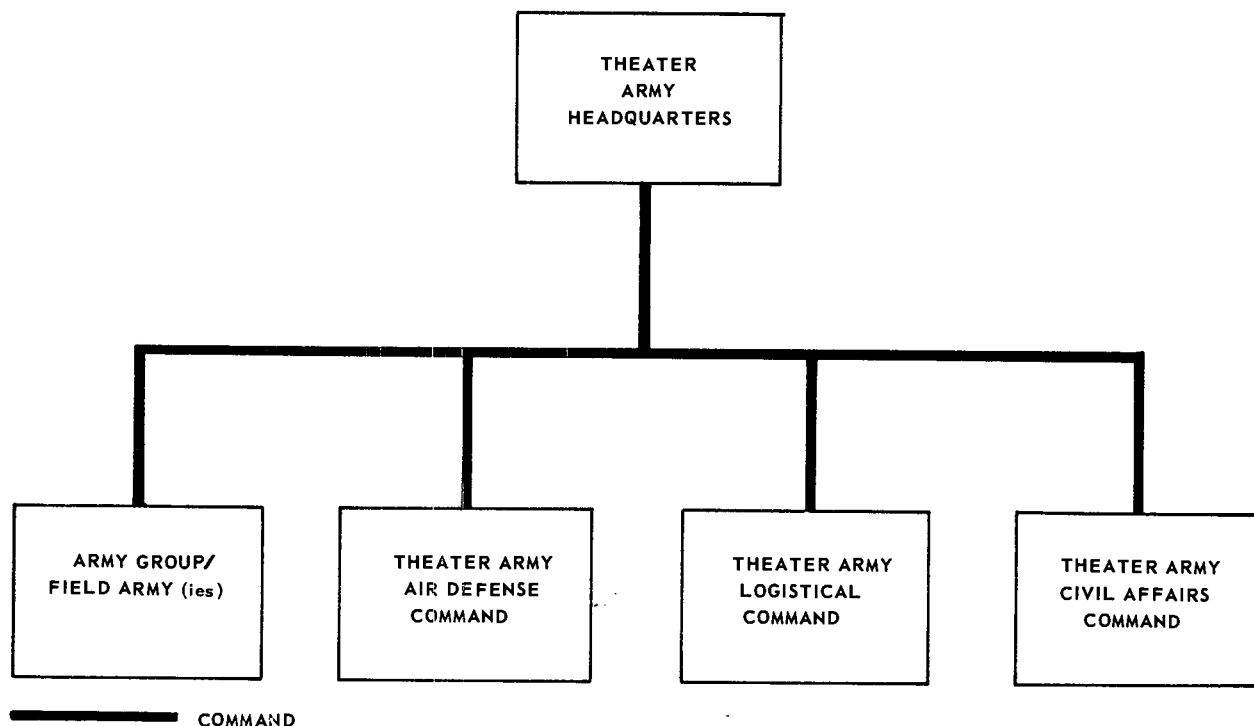 THEATER
ARMY
HEADQUARTERS
ARMY GROUP/
FIELD ARMY (ies)
THEATER ARMY
AIR DEFENSE
COMMAND
THEATER ARMY
LOGISTICAL
COMMAND
THEATER ARMY
CIVIL AFFAIRS
COMMAND
COMMAND